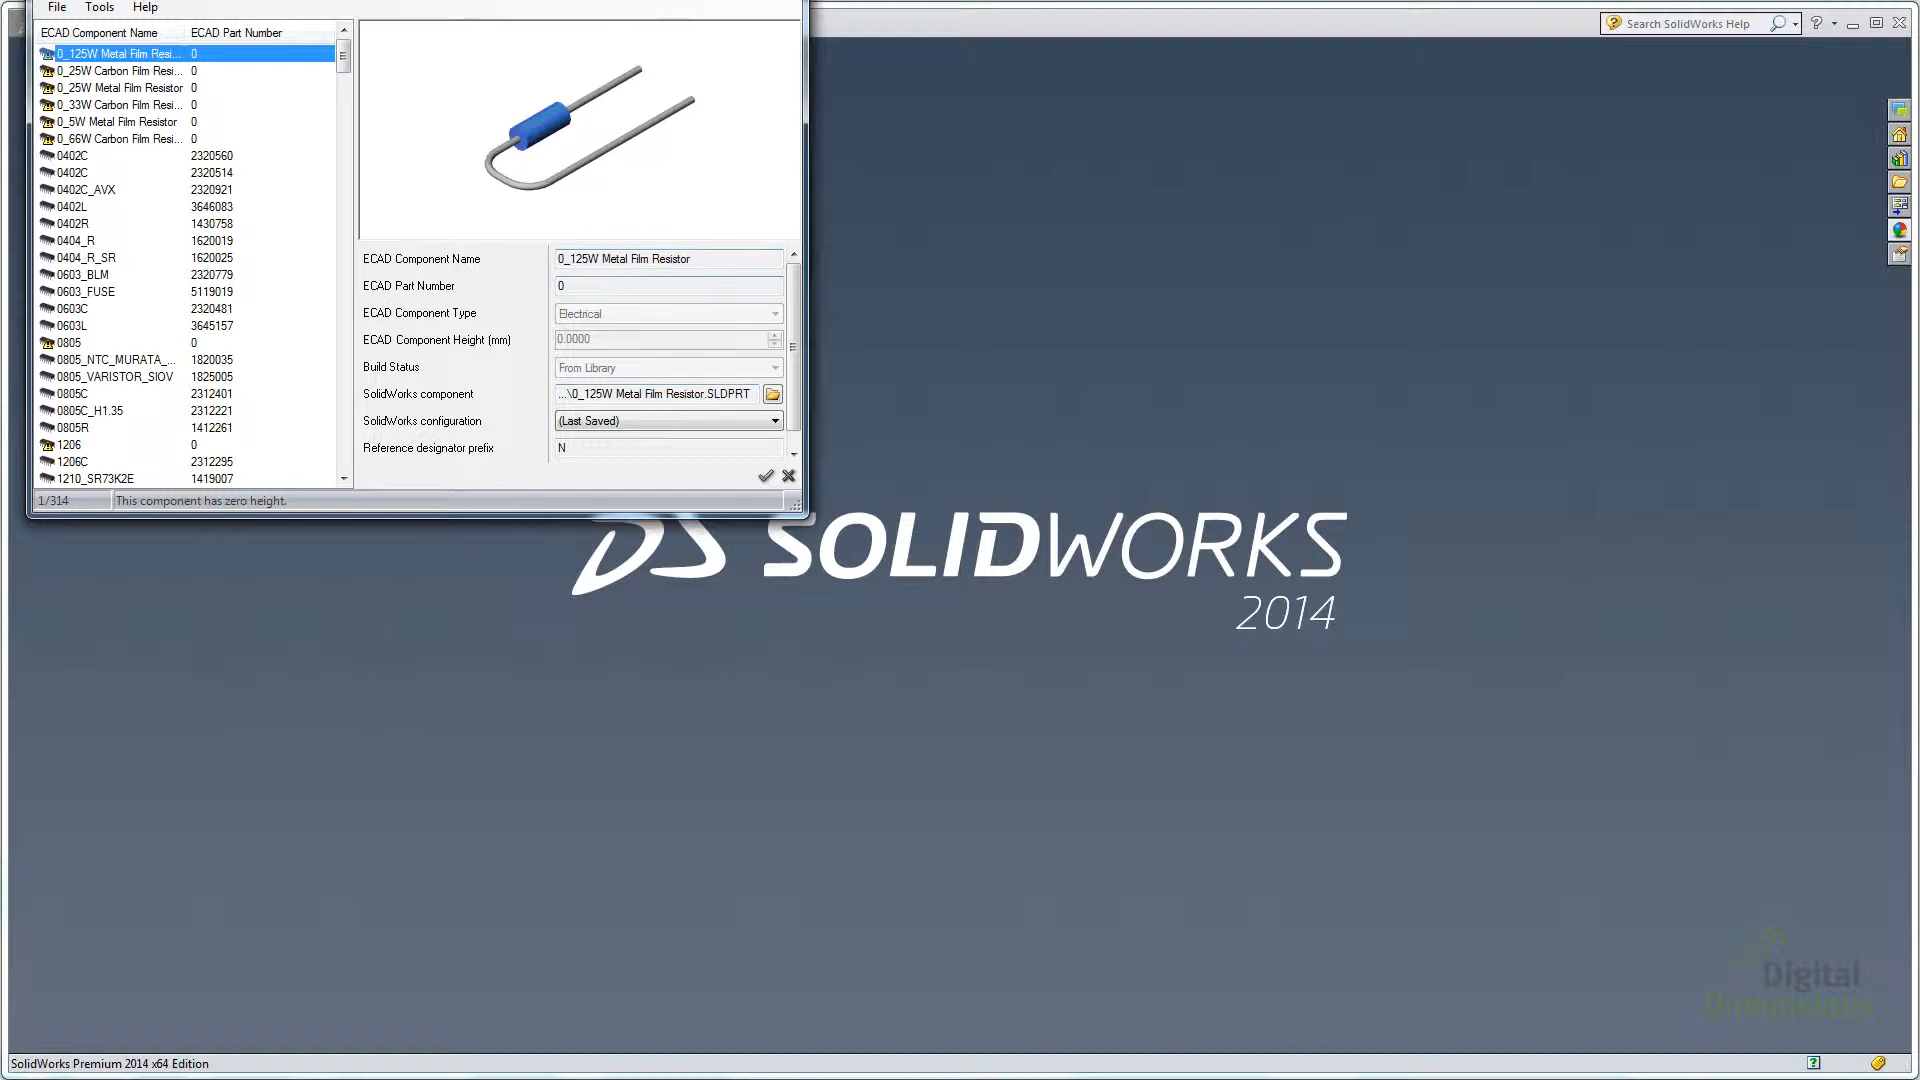 File Tools Help
Search SolidWorks Help
ECAD Component Name ECAD Part Number
0_125W Metal Film Resi... 0
0_25W Carbon Film Resi... 0
0_25W Metal Film Resistor 0
0_33W Carbon Film Resi... 0
0_5W Metal Film Resistor 0
0_66W Carbon Film Resi... 0
0402C 2320560
0402C 2320514
0402C_AVX 2320921
0402L 3646083
0402R 1430758
0404_R 1620019
0404_R_SR 1620025
0603_BLM 2320779
0603_FUSE 5119019
0603C 2320481
0603L 3645157
0805 0
0805_NTC_MURATA_... 1820035
0805_VARISTOR_SIOV 1825005
0805C 2312401
0805C_H1.35 2312221
0805R 1412261
1206 0
1206C 2312295
1210_SR73K2E 1419007
ECAD Component Name 0_125W Metal Film Resistor
ECAD Part Number 0
ECAD Component Type Electrical
ECAD Component Height (mm) 0.0000
Build Status From Library
SolidWorks component ...\0_125W Metal Film Resistor.SLDPRT
SolidWorks configuration (Last Saved)
Reference designator prefix N
1/314 This component has zero height.
DS SOLIDWORKS
2014
Digital
Dimensions
SolidWorks Premium 2014 x64 Edition